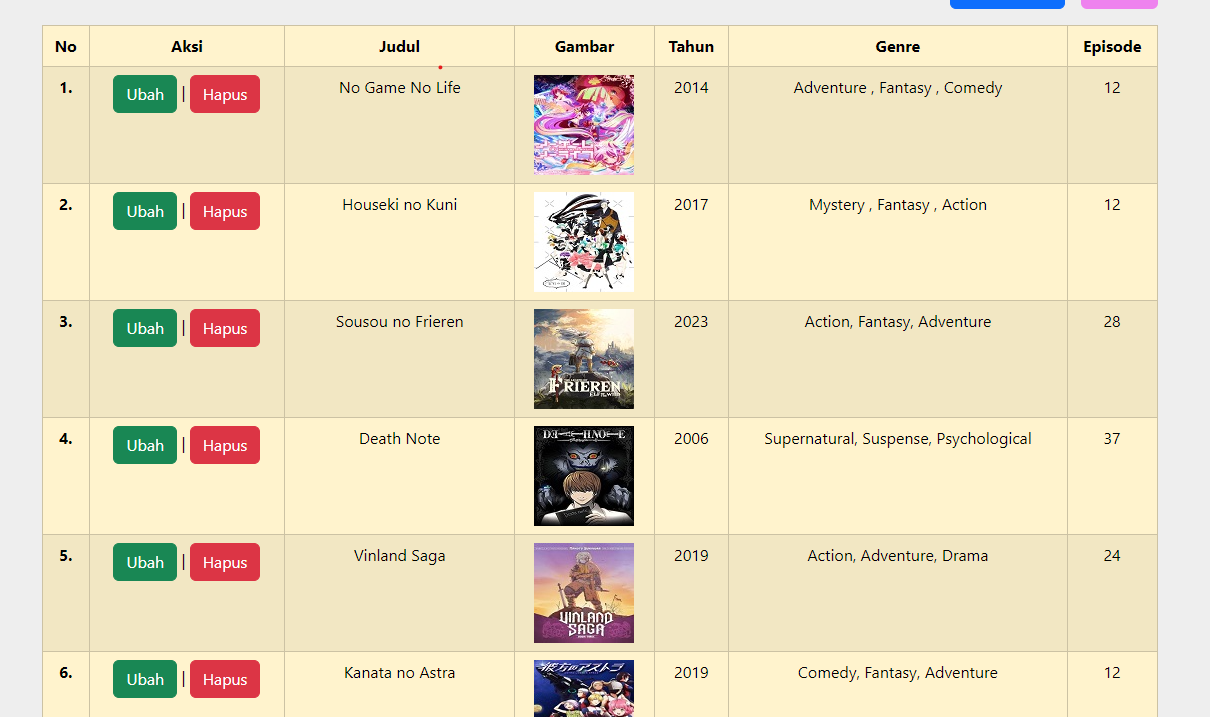 No Aksi Judul Gambar Tahun Genre Episode
1. Ubah | Hapus No Game No Life 2014 Adventure , Fantasy , Comedy 12
2. Ubah | Hapus Houseki no Kuni 2017 Mystery , Fantasy , Action 12
3. Ubah | Hapus Sousou no Frieren 2023 Action, Fantasy, Adventure 28
FRIEREN
4. Ubah | Hapus Death Note 2006 Supernatural, Suspense, Psychological 37
5. Ubah | Hapus Vinland Saga 2019 Action, Adventure, Drama 24
VINLAND
SAGA
6. Ubah | Hapus Kanata no Astra 2019 Comedy, Fantasy, Adventure 12
彼方のアストラ